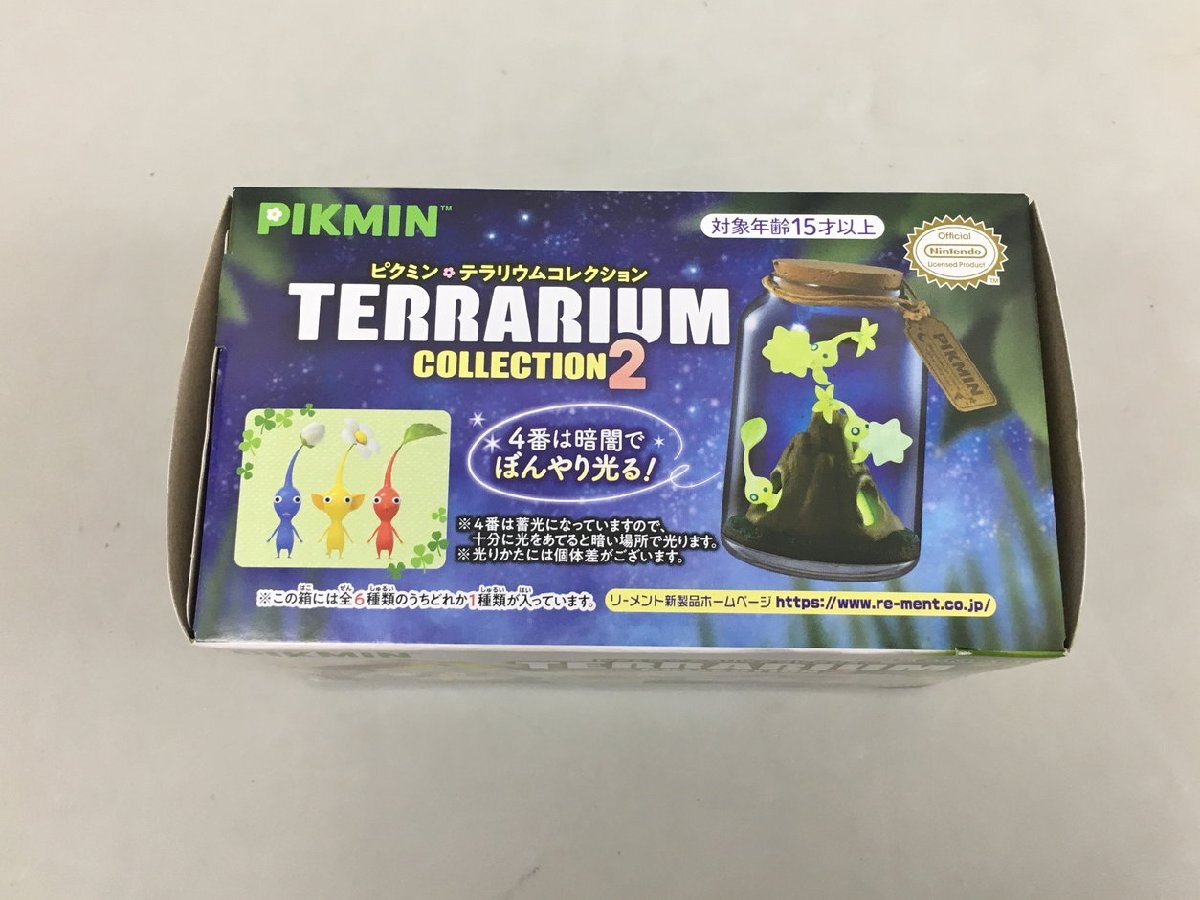 PIKMIN™
対象年齢15才以上
Official
Nintendo
Licensed Product
TM
ピクミン テラリウムコレクション
TERRARIUM
COLLECTION2
PIKMIN
4番は暗闇で
ぼんやり光る!
※4番は蓄光になっていますので、
十分に光をあてると暗い場所で光ります。
※光りかたには個体差がございます。
※この箱には全6種類のうちどれか1種類が入っています。
リーメント新製品ホームページ https://www.re-ment.co.jp/
PIKMIN
TERRARIUM